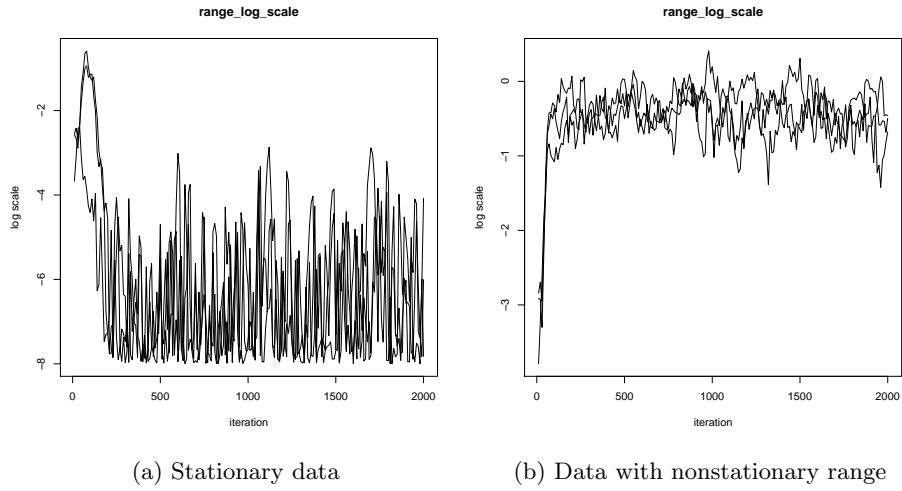 range_log_scale
log scale
-2
-4
-6
-8
0
500
1000
1500
2000
iteration
(a) Stationary data
range_log_scale
log scale
0
-1
-2
-3
0
500
1000
1500
2000
iteration
(b) Data with nonstationary range